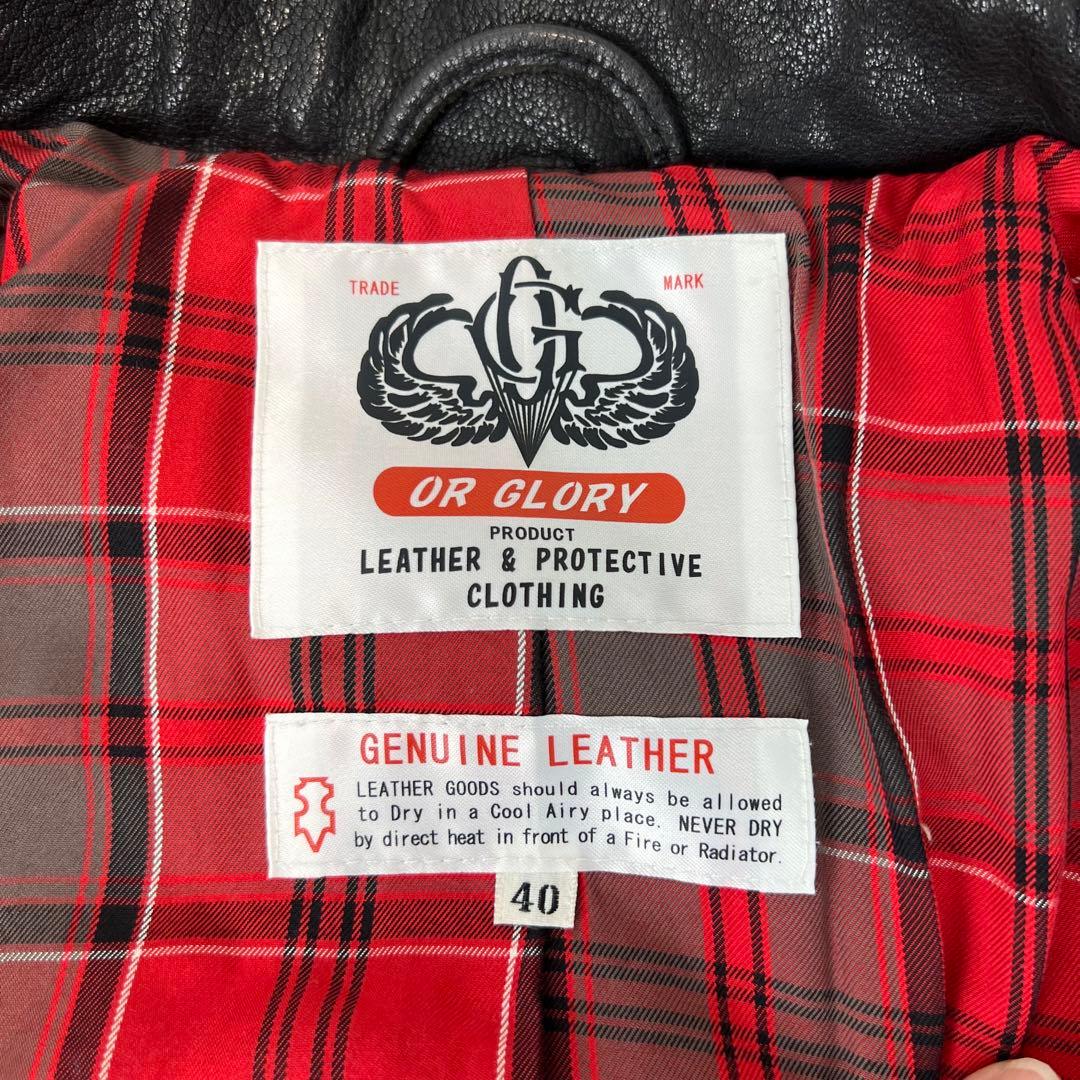 TRADE MARK
OG
OR GLORY
PRODUCT
LEATHER & PROTECTIVE
CLOTHING
GENUINE LEATHER
LEATHER GOODS should always be allowed
to Dry in a Cool Airy place. NEVER DRY
by direct heat in front of a Fire or Radiator.
40